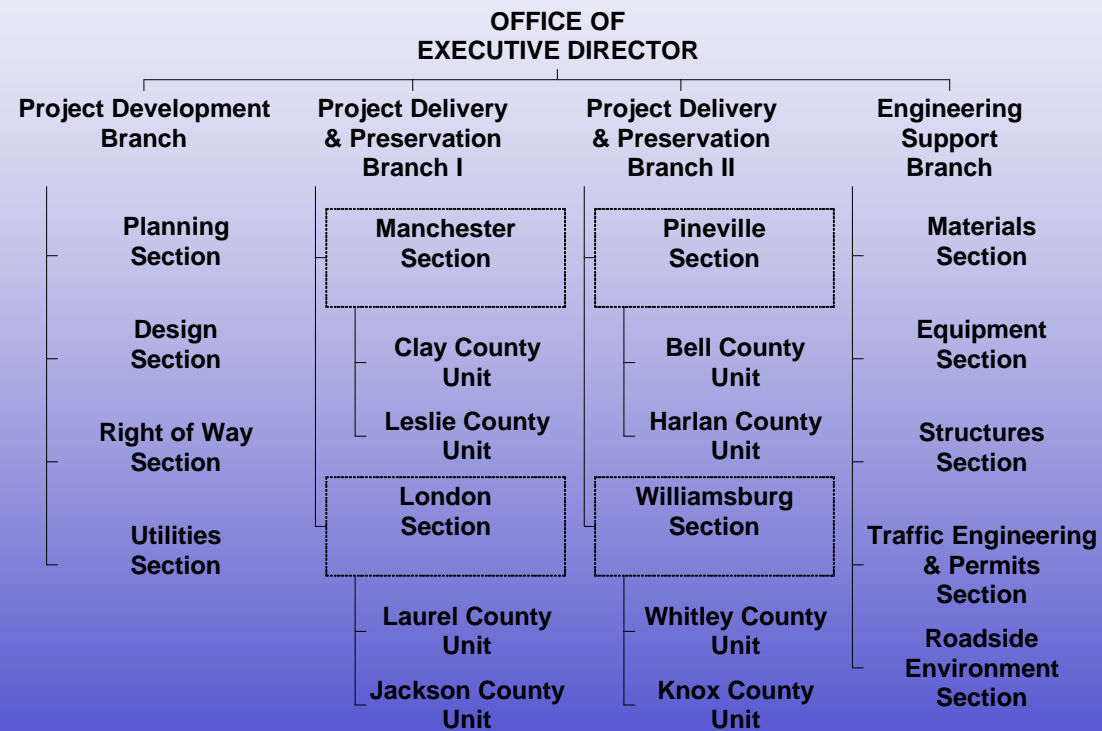 OFFICE OF
EXECUTIVE DIRECTOR
Project Development
Branch
Planning
Section
Design
Section
Right of Way
Section
Utilities
Section
Project Delivery
& Preservation
Branch I
Manchester
Section
Clay County
Unit
Leslie County
Unit
London
Section
Laurel County
Unit
Jackson County
Unit
Project Delivery
& Preservation
Branch II
Pineville
Section
Bell County
Unit
Harlan County
Unit
Williamsburg
Section
Whitley County
Unit
Knox County
Unit
Engineering
Support
Branch
Materials
Section
Equipment
Section
Structures
Section
Traffic Engineering
& Permits
Section
Roadside
Environment
Section